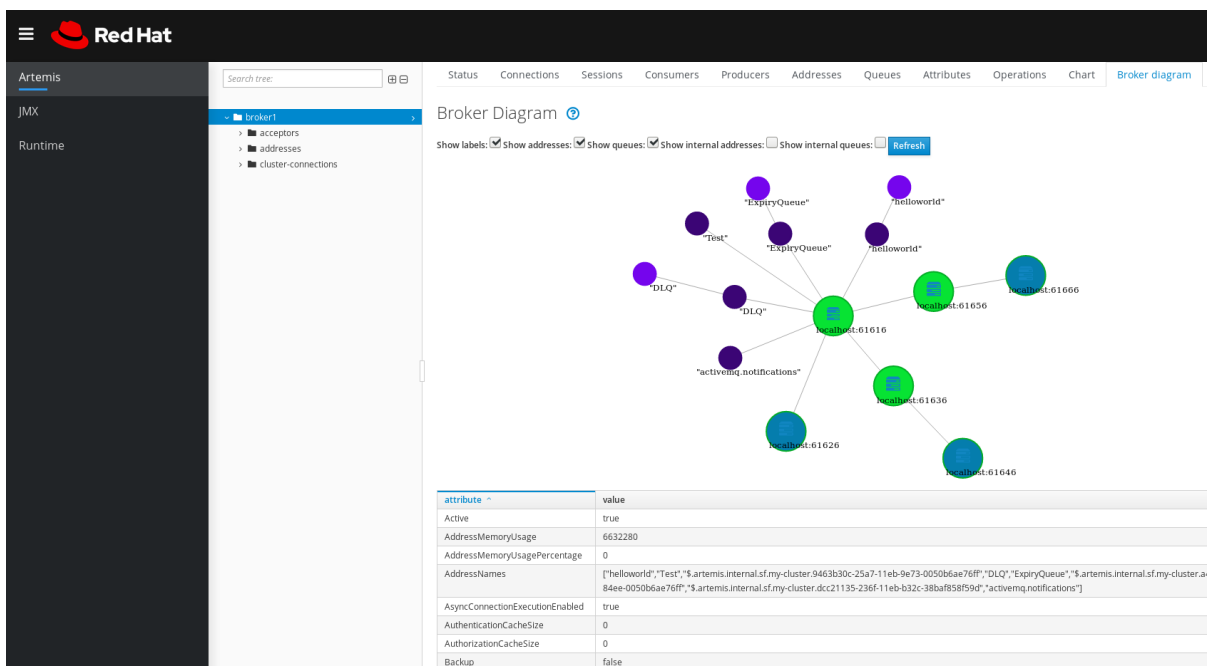 Red Hat
Artemis
JMX
Runtime
Search tree:
broker1
acceptors
addresses
cluster-connections
Status Connections Sessions Consumers Producers Addresses Queues Attributes Operations Chart Broker diagram
Broker Diagram
Show labels: Show addresses: Show queues: Show internal addresses: Show internal queues: Refresh
"ExpiryQueue"
"helloworld"
"Test"
"ExpiryQueue"
"helloworld"
"DLQ"
"DLQ"
localhost:61666
localhost:61656
localhost:61616
"activemq.notifications"
localhost:61636
localhost:61626
localhost:61646
attribute value
Active true
AddressMemoryUsage 6632280
AddressMemoryUsagePercentage 0
AddressNames ["helloworld","Test","$.artemis.internal.sf.my-cluster.9463b30c-25a7-11eb-9e73-0050b6ae76ff","DLQ","ExpiryQueue","$.artemis.internal.sf.my-cluster.a
84ee-0050b6ae76ff","$.artemis.internal.sf.my-cluster.dcc21135-236f-11eb-b32c-38baf858f59d","activemq.notifications"]
AsyncConnectionExecutionEnabled true
AuthenticationCacheSize 0
AuthorizationCacheSize 0
Backup false